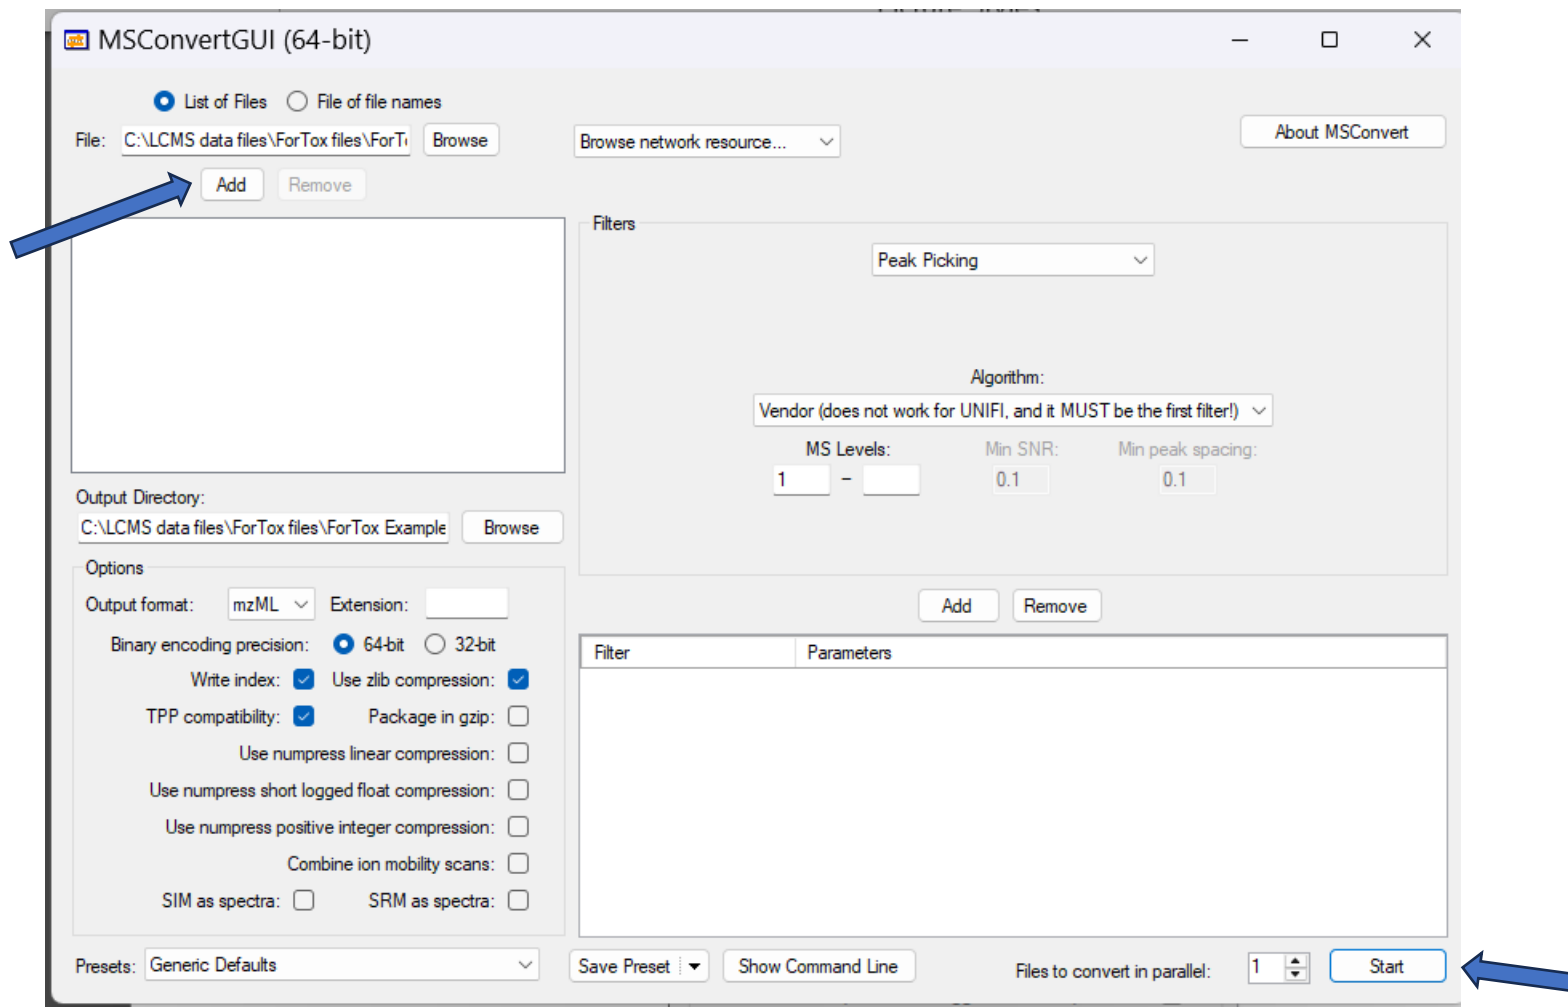 MSConvertGUI (64-bit)
List of Files File of file names
File: C:\LCMS data files\ForTox files\ForT Browse Browse network resource... About MSConvert
Add Remove
Filters
Peak Picking
Algorithm:
Vendor (does not work for UNIFI, and it MUST be the first filter!)
MS Levels: Min SNR: Min peak spacing:
1 - 0.1 0.1
Output Directory:
C:\LCMS data files\ForTox files\ForTox Example Browse
Options
Output format: mzML Extension:
Add Remove
Binary encoding precision: 64-bit 32-bit
Filter Parameters
Write index: Use zlib compression:
TPP compatibility: Package in gzip:
Use numpress linear compression:
Use numpress short logged float compression:
Use numpress positive integer compression:
Combine ion mobility scans:
SIM as spectra: SRM as spectra:
Presets: Generic Defaults Save Preset Show Command Line Files to convert in parallel: 1 Start